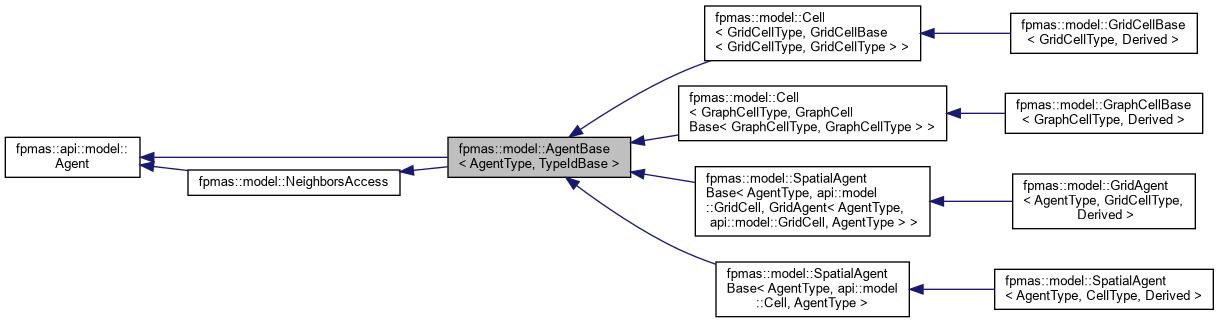 fpmas::api::model::
Agent
fpmas::model::NeighborsAccess
fpmas::model::AgentBase
< AgentType, TypeIdBase >
fpmas::model::Cell
< GridCellType, GridCellBase
< GridCellType, GridCellType > >
fpmas::model::GridCellBase
< GridCellType, Derived >
fpmas::model::Cell
< GraphCellType, GraphCell
Base< GraphCellType, GraphCellType > >
fpmas::model::GraphCellBase
< GraphCellType, Derived >
fpmas::model::SpatialAgent
Base< AgentType, api::model
::GridCell, GridAgent< AgentType,
api::model::GridCell, AgentType > >
fpmas::model::GridAgent
< AgentType, GridCellType,
Derived >
fpmas::model::SpatialAgent
Base< AgentType, api::model
::Cell, AgentType >
fpmas::model::SpatialAgent
< AgentType, CellType, Derived >